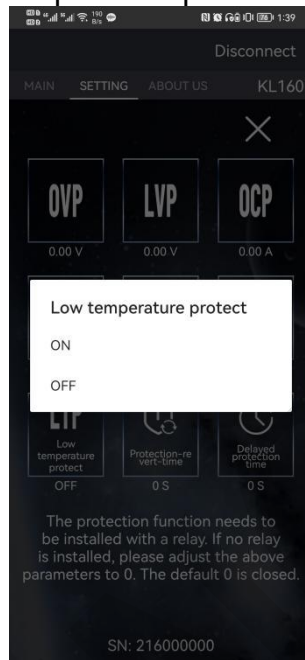 190
B/s
1:39
Disconnect
MAIN SETTING ABOUT US KL160
OVP LVP OCP
0.00 V 0.00 V 0.00 A
Low temperature protect
ON
OFF
LTP
Low
temperature
protect
Protection-re
vert-time
Delayed
protection
time
OFF 0 S 0 S
The protection function needs to
be installed with a relay. If no relay
is installed, please adjust the above
parameters to 0. The default 0 is closed.
SN: 216000000